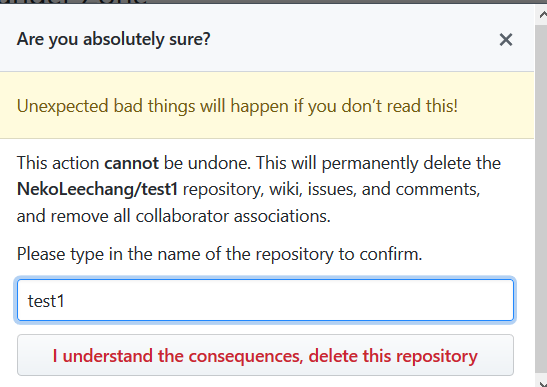 Are you absolutely sure?
Unexpected bad things will happen if you don’t read this!
This action cannot be undone. This will permanently delete the
NekoLeechang/test1 repository, wiki, issues, and comments,
and remove all collaborator associations.
Please type in the name of the repository to confirm.
test1
I understand the consequences, delete this repository